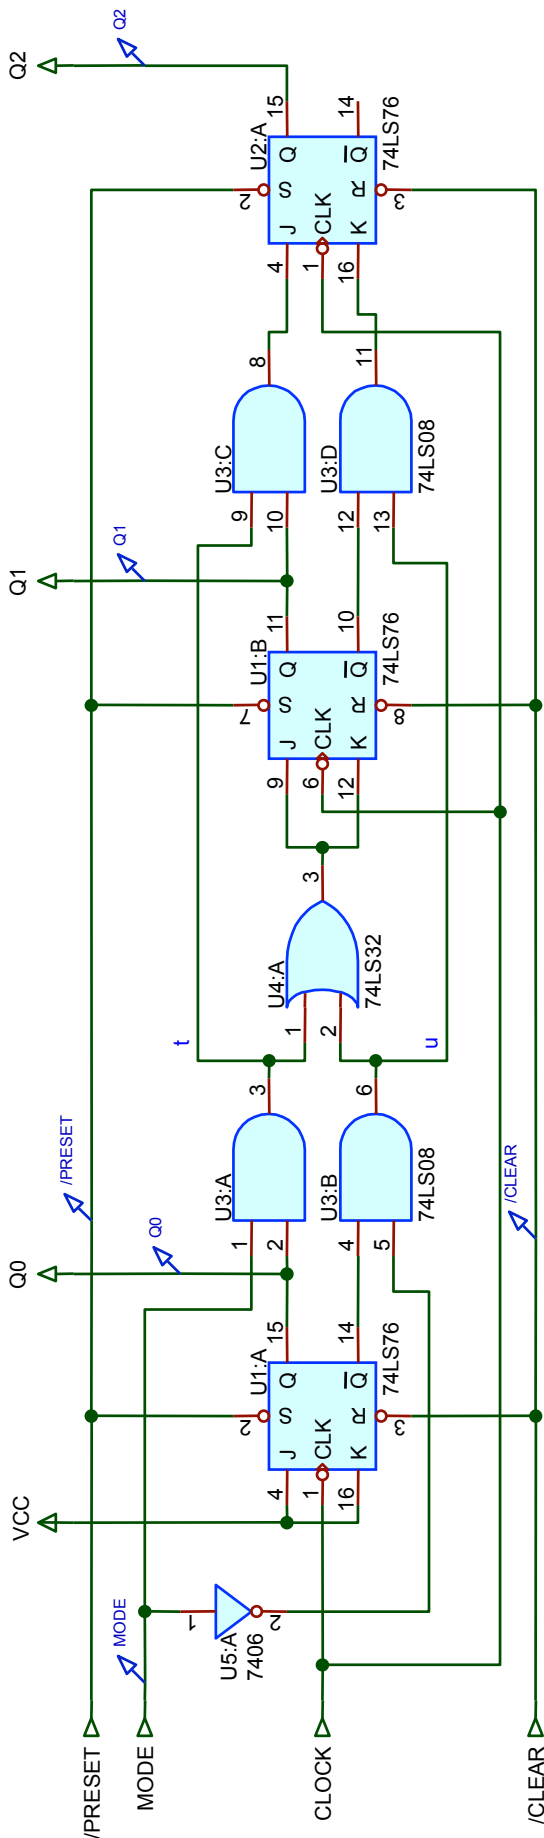 Q2
Q2
15
14
U2:A
74LS76
Q
Q
2
S
R
3
J
CLK
K
4
1
16
8
11
U3:C
U3:D
74LS08
9
10
12
13
Q1
Q1
11
10
U1:B
74LS76
Q
Q
7
S
R
8
J
CLK
K
9
6
12
3
U4:A
74LS32
1
2
t
u
3
6
/PRESET
/CLEAR
U3:A
U3:B
74LS08
1
2
4
5
Q0
Q0
15
14
U1:A
74LS76
Q
Q
2
S
R
3
J
CLK
K
4
1
16
VCC
MODE
1
2
U5:A
7406
/PRESET
MODE
CLOCK
/CLEAR